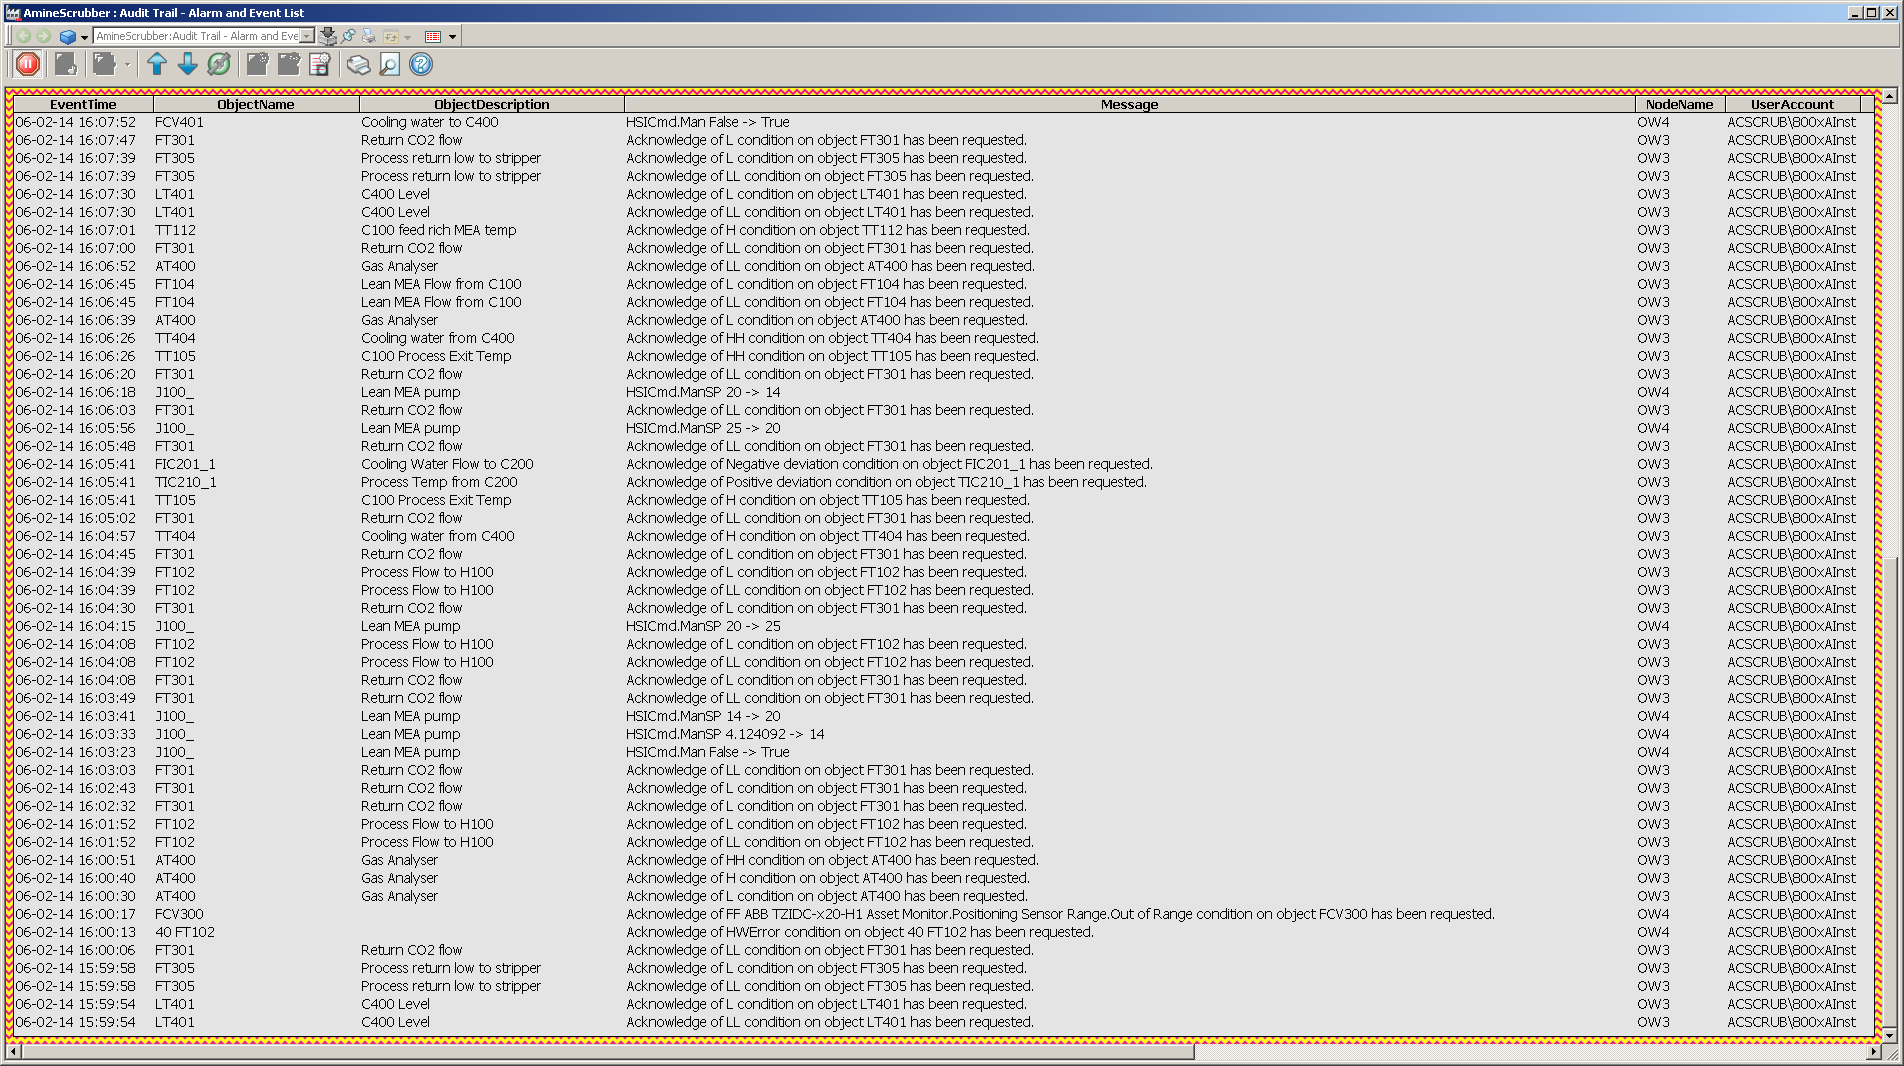 AmineScrubber : Audit Trail - Alarm and Event List
AmineScrubber:Audit Trail - Alarm and Eve
EventTime ObjectName ObjectDescription Message NodeName UserAccount
06-02-14 16:07:52 FCV401 Cooling water to C400 HSICmd.Man False -> True OW4 ACSCRUB\800xAInst
06-02-14 16:07:47 FT301 Return CO2 flow Acknowledge of L condition on object FT301 has been requested. OW3 ACSCRUB\800xAInst
06-02-14 16:07:39 FT305 Process return low to stripper Acknowledge of L condition on object FT305 has been requested. OW3 ACSCRUB\800xAInst
06-02-14 16:07:39 FT305 Process return low to stripper Acknowledge of LL condition on object FT305 has been requested. OW3 ACSCRUB\800xAInst
06-02-14 16:07:30 LT401 C400 Level Acknowledge of L condition on object LT401 has been requested. OW3 ACSCRUB\800xAInst
06-02-14 16:07:30 LT401 C400 Level Acknowledge of LL condition on object LT401 has been requested. OW3 ACSCRUB\800xAInst
06-02-14 16:07:01 TT112 C100 feed rich MEA temp Acknowledge of H condition on object TT112 has been requested. OW3 ACSCRUB\800xAInst
06-02-14 16:07:00 FT301 Return CO2 flow Acknowledge of LL condition on object FT301 has been requested. OW3 ACSCRUB\800xAInst
06-02-14 16:06:52 AT400 Gas Analyser Acknowledge of LL condition on object AT400 has been requested. OW3 ACSCRUB\800xAInst
06-02-14 16:06:45 FT104 Lean MEA Flow from C100 Acknowledge of L condition on object FT104 has been requested. OW3 ACSCRUB\800xAInst
06-02-14 16:06:45 FT104 Lean MEA Flow from C100 Acknowledge of LL condition on object FT104 has been requested. OW3 ACSCRUB\800xAInst
06-02-14 16:06:39 AT400 Gas Analyser Acknowledge of L condition on object AT400 has been requested. OW3 ACSCRUB\800xAInst
06-02-14 16:06:26 TT404 Cooling water from C400 Acknowledge of HH condition on object TT404 has been requested. OW3 ACSCRUB\800xAInst
06-02-14 16:06:26 TT105 C100 Process Exit Temp Acknowledge of HH condition on object TT105 has been requested. OW3 ACSCRUB\800xAInst
06-02-14 16:06:20 FT301 Return CO2 flow Acknowledge of LL condition on object FT301 has been requested. OW3 ACSCRUB\800xAInst
06-02-14 16:06:18 J100_ Lean MEA pump HSICmd.ManSP 20 -> 14 OW4 ACSCRUB\800xAInst
06-02-14 16:06:03 FT301 Return CO2 flow Acknowledge of LL condition on object FT301 has been requested. OW3 ACSCRUB\800xAInst
06-02-14 16:05:56 J100_ Lean MEA pump HSICmd.ManSP 25 -> 20 OW4 ACSCRUB\800xAInst
06-02-14 16:05:48 FT301 Return CO2 flow Acknowledge of LL condition on object FT301 has been requested. OW3 ACSCRUB\800xAInst
06-02-14 16:05:41 FIC201_1 Cooling Water Flow to C200 Acknowledge of Negative deviation condition on object FIC201_1 has been requested. OW3 ACSCRUB\800xAInst
06-02-14 16:05:41 TIC210_1 Process Temp from C200 Acknowledge of Positive deviation condition on object TIC210_1 has been requested. OW3 ACSCRUB\800xAInst
06-02-14 16:05:41 TT105 C100 Process Exit Temp Acknowledge of H condition on object TT105 has been requested. OW3 ACSCRUB\800xAInst
06-02-14 16:05:02 FT301 Return CO2 flow Acknowledge of LL condition on object FT301 has been requested. OW3 ACSCRUB\800xAInst
06-02-14 16:04:57 TT404 Cooling water from C400 Acknowledge of H condition on object TT404 has been requested. OW3 ACSCRUB\800xAInst
06-02-14 16:04:45 FT301 Return CO2 flow Acknowledge of L condition on object FT301 has been requested. OW3 ACSCRUB\800xAInst
06-02-14 16:04:39 FT102 Process Flow to H100 Acknowledge of L condition on object FT102 has been requested. OW3 ACSCRUB\800xAInst
06-02-14 16:04:39 FT102 Process Flow to H100 Acknowledge of LL condition on object FT102 has been requested. OW3 ACSCRUB\800xAInst
06-02-14 16:04:30 FT301 Return CO2 flow Acknowledge of LL condition on object FT301 has been requested. OW3 ACSCRUB\800xAInst
06-02-14 16:04:15 J100_ Lean MEA pump HSICmd.ManSP 20 -> 25 OW4 ACSCRUB\800xAInst
06-02-14 16:04:08 FT102 Process Flow to H100 Acknowledge of L condition on object FT102 has been requested. OW3 ACSCRUB\800xAInst
06-02-14 16:04:08 FT102 Process Flow to H100 Acknowledge of LL condition on object FT102 has been requested. OW3 ACSCRUB\800xAInst
06-02-14 16:04:08 FT301 Return CO2 flow Acknowledge of LL condition on object FT301 has been requested. OW3 ACSCRUB\800xAInst
06-02-14 16:03:49 FT301 Return CO2 flow Acknowledge of LL condition on object FT301 has been requested. OW3 ACSCRUB\800xAInst
06-02-14 16:03:41 J100_ Lean MEA pump HSICmd.ManSP 14 -> 20 OW4 ACSCRUB\800xAInst
06-02-14 16:03:33 J100_ Lean MEA pump HSICmd.ManSP 4.124092 -> 14 OW4 ACSCRUB\800xAInst
06-02-14 16:03:23 J100_ Lean MEA pump HSICmd.Man False -> True OW4 ACSCRUB\800xAInst
06-02-14 16:03:03 FT301 Return CO2 flow Acknowledge of LL condition on object FT301 has been requested. OW3 ACSCRUB\800xAInst
06-02-14 16:02:43 FT301 Return CO2 flow Acknowledge of L condition on object FT301 has been requested. OW3 ACSCRUB\800xAInst
06-02-14 16:02:32 FT301 Return CO2 flow Acknowledge of L condition on object FT301 has been requested. OW3 ACSCRUB\800xAInst
06-02-14 16:01:52 FT102 Process Flow to H100 Acknowledge of L condition on object FT102 has been requested. OW3 ACSCRUB\800xAInst
06-02-14 16:01:52 FT102 Process Flow to H100 Acknowledge of LL condition on object FT102 has been requested. OW3 ACSCRUB\800xAInst
06-02-14 16:00:51 AT400 Gas Analyser Acknowledge of HH condition on object AT400 has been requested. OW3 ACSCRUB\800xAInst
06-02-14 16:00:40 AT400 Gas Analyser Acknowledge of H condition on object AT400 has been requested. OW3 ACSCRUB\800xAInst
06-02-14 16:00:30 AT400 Gas Analyser Acknowledge of L condition on object AT400 has been requested. OW3 ACSCRUB\800xAInst
06-02-14 16:00:17 FCV300 Acknowledge of FF ABB TZIDC-x20-H1 Asset Monitor.Positioning Sensor Range.Out of Range condition on object FCV300 has been requested. OW4 ACSCRUB\800xAInst
06-02-14 16:00:13 40 FT102 Acknowledge of HWError condition on object 40 FT102 has been requested. OW4 ACSCRUB\800xAInst
06-02-14 16:00:06 FT301 Return CO2 flow Acknowledge of LL condition on object FT301 has been requested. OW3 ACSCRUB\800xAInst
06-02-14 15:59:58 FT305 Process return low to stripper Acknowledge of L condition on object FT305 has been requested. OW3 ACSCRUB\800xAInst
06-02-14 15:59:58 FT305 Process return low to stripper Acknowledge of LL condition on object FT305 has been requested. OW3 ACSCRUB\800xAInst
06-02-14 15:59:54 LT401 C400 Level Acknowledge of L condition on object LT401 has been requested. OW3 ACSCRUB\800xAInst
06-02-14 15:59:54 LT401 C400 Level Acknowledge of LL condition on object LT401 has been requested. OW3 ACSCRUB\800xAInst